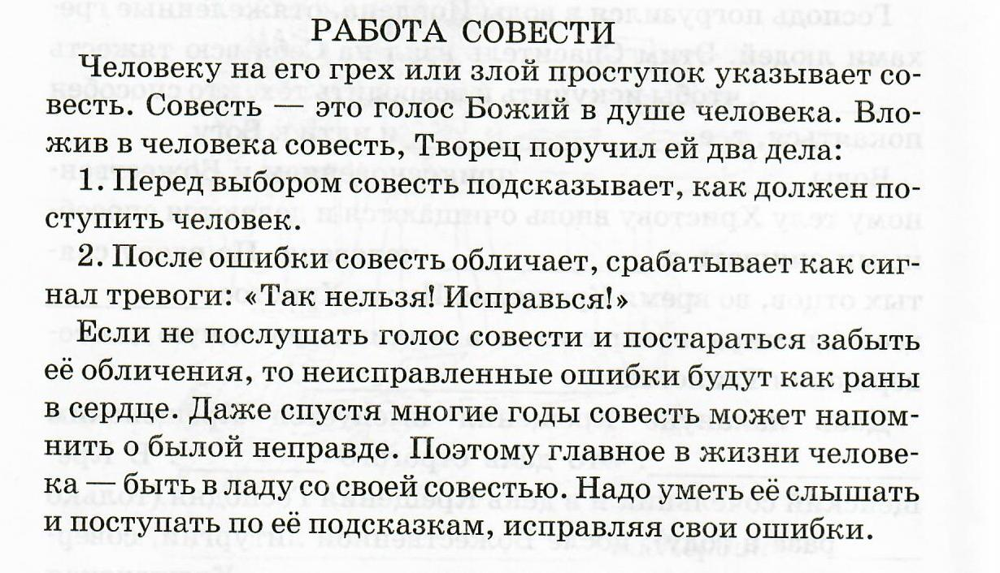 РАБОТА СОВЕСТИ
Человеку на его грех или злой проступок указывает со-
весть. Совесть — это голос Божий в душе человека. Вло-
жив в человека совесть, Творец поручил ей два дела:
1. Перед выбором совесть подсказывает, как должен по-
ступить человек.
2. После ошибки совесть обличает, срабатывает как сиг-
нал тревоги: «Так нельзя! Исправься!»
Если не послушать голос совести и постараться забыть
её обличения, то неисправленные ошибки будут как раны
в сердце. Даже спустя многие годы совесть может напом-
нить о былой неправде. Поэтому главное в жизни челове-
ка — быть в ладу со своей совестью. Надо уметь её слышать
и поступать по её подсказкам, исправляя свои ошибки.